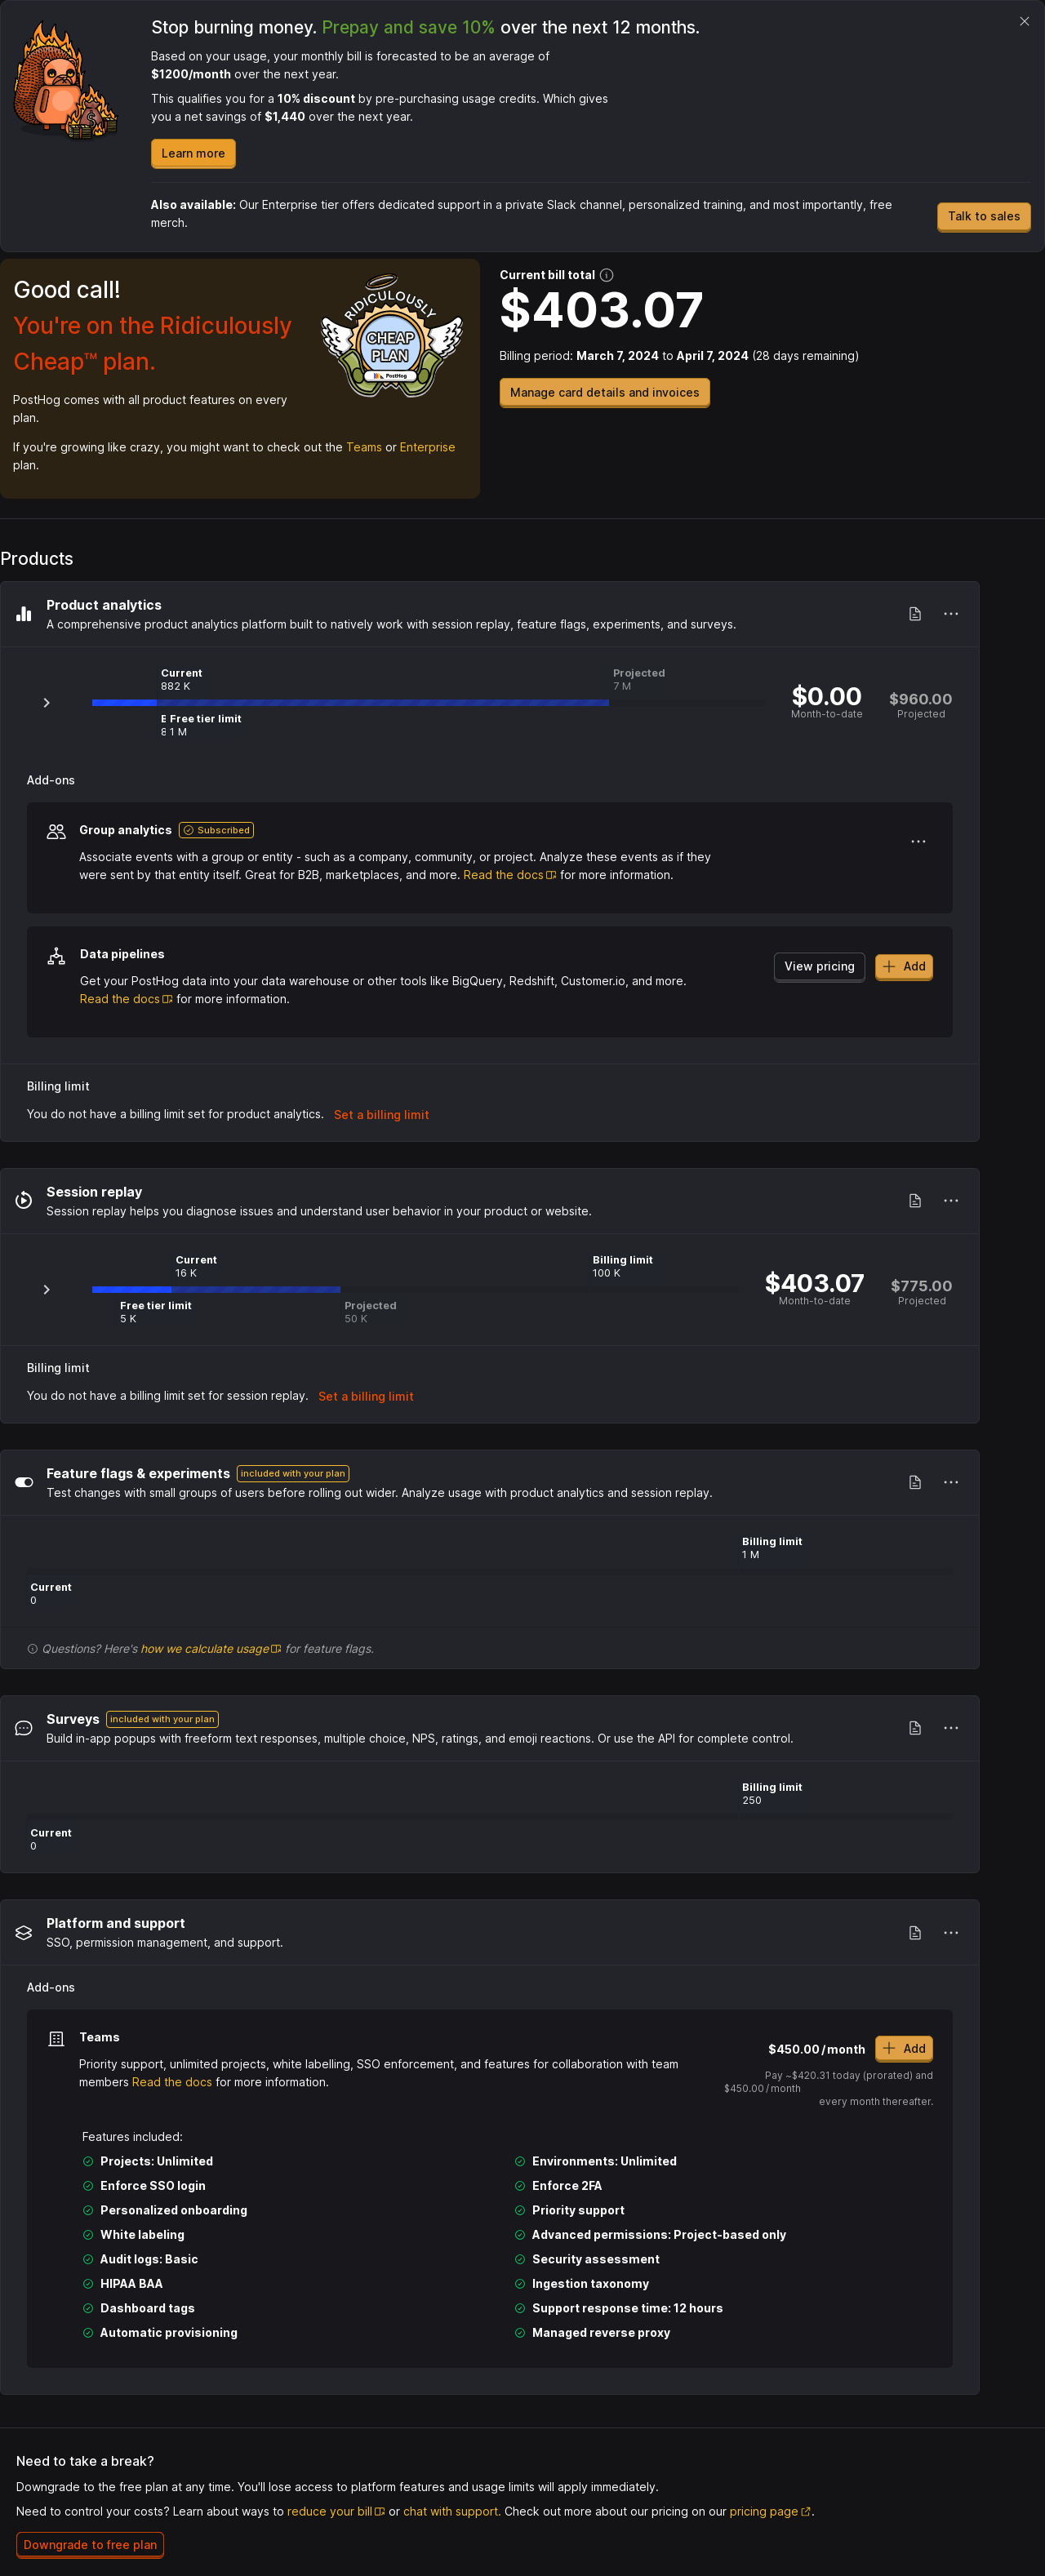 Stop burning money. Prepay and save 10% over the next 12 months.
Based on your usage, your monthly bill is forecasted to be an average of
$1200/month over the next year.
This qualifies you for a 10% discount by pre-purchasing usage credits. Which gives
you a net savings of $1,440 over the next year.
Learn more
Also available: Our Enterprise tier offers dedicated support in a private Slack channel, personalized training, and most importantly, free
merch.
Talk to sales
Good call!
You're on the Ridiculously
Cheap™ plan.
RIDICULOUSLY
CHEAP
PLAN
PostHog
PostHog comes with all product features on every
plan.
If you're growing like crazy, you might want to check out the Teams or Enterprise
plan.
Current bill total
$403.07
Billing period: March 7, 2024 to April 7, 2024 (28 days remaining)
Manage card details and invoices
Products
Product analytics
A comprehensive product analytics platform built to natively work with session replay, feature flags, experiments, and surveys.
Current
882 K
Projected
7 M
Free tier limit
1 M
$0.00
Month-to-date
$960.00
Projected
Add-ons
Group analytics Subscribed
Associate events with a group or entity - such as a company, community, or project. Analyze these events as if they
were sent by that entity itself. Great for B2B, marketplaces, and more. Read the docs for more information.
Data pipelines
Get your PostHog data into your data warehouse or other tools like BigQuery, Redshift, Customer.io, and more.
Read the docs for more information.
View pricing
Add
Billing limit
You do not have a billing limit set for product analytics. Set a billing limit
Session replay
Session replay helps you diagnose issues and understand user behavior in your product or website.
Current
16 K
Billing limit
100 K
Free tier limit
5 K
Projected
50 K
$403.07
Month-to-date
$775.00
Projected
Billing limit
You do not have a billing limit set for session replay. Set a billing limit
Feature flags & experiments included with your plan
Test changes with small groups of users before rolling out wider. Analyze usage with product analytics and session replay.
Billing limit
1 M
Current
0
Questions? Here's how we calculate usage for feature flags.
Surveys included with your plan
Build in-app popups with freeform text responses, multiple choice, NPS, ratings, and emoji reactions. Or use the API for complete control.
Billing limit
250
Current
0
Platform and support
SSO, permission management, and support.
Add-ons
Teams
Priority support, unlimited projects, white labelling, SSO enforcement, and features for collaboration with team
members Read the docs for more information.
$450.00 / month
Add
Pay ~$420.31 today (prorated) and
$450.00 / month
every month thereafter.
Features included:
Projects: Unlimited
Environments: Unlimited
Enforce SSO login
Enforce 2FA
Personalized onboarding
Priority support
White labeling
Advanced permissions: Project-based only
Audit logs: Basic
Security assessment
HIPAA BAA
Ingestion taxonomy
Dashboard tags
Support response time: 12 hours
Automatic provisioning
Managed reverse proxy
Need to take a break?
Downgrade to the free plan at any time. You'll lose access to platform features and usage limits will apply immediately.
Need to control your costs? Learn about ways to reduce your bill or chat with support. Check out more about our pricing on our pricing page.
Downgrade to free plan